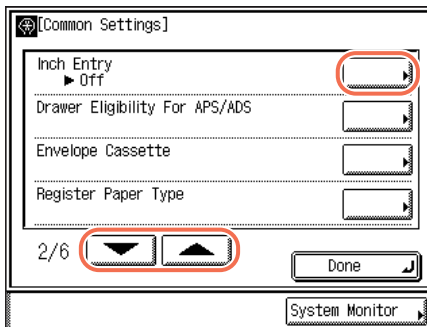 [Common Settings]
Inch Entry
▶ Off
Drawer Eligibility For APS/ADS
Envelope Cassette
Register Paper Type
2/6
Done
System Monitor